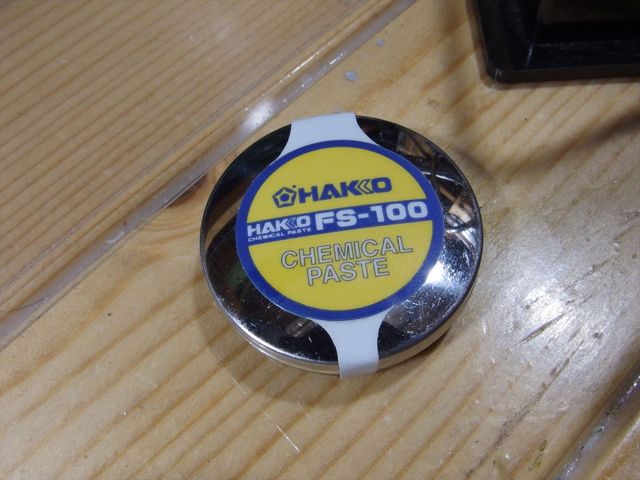 HAKKO
HAKKO FS-100
CHEMICAL PASTE
CHEMICAL
PASTE